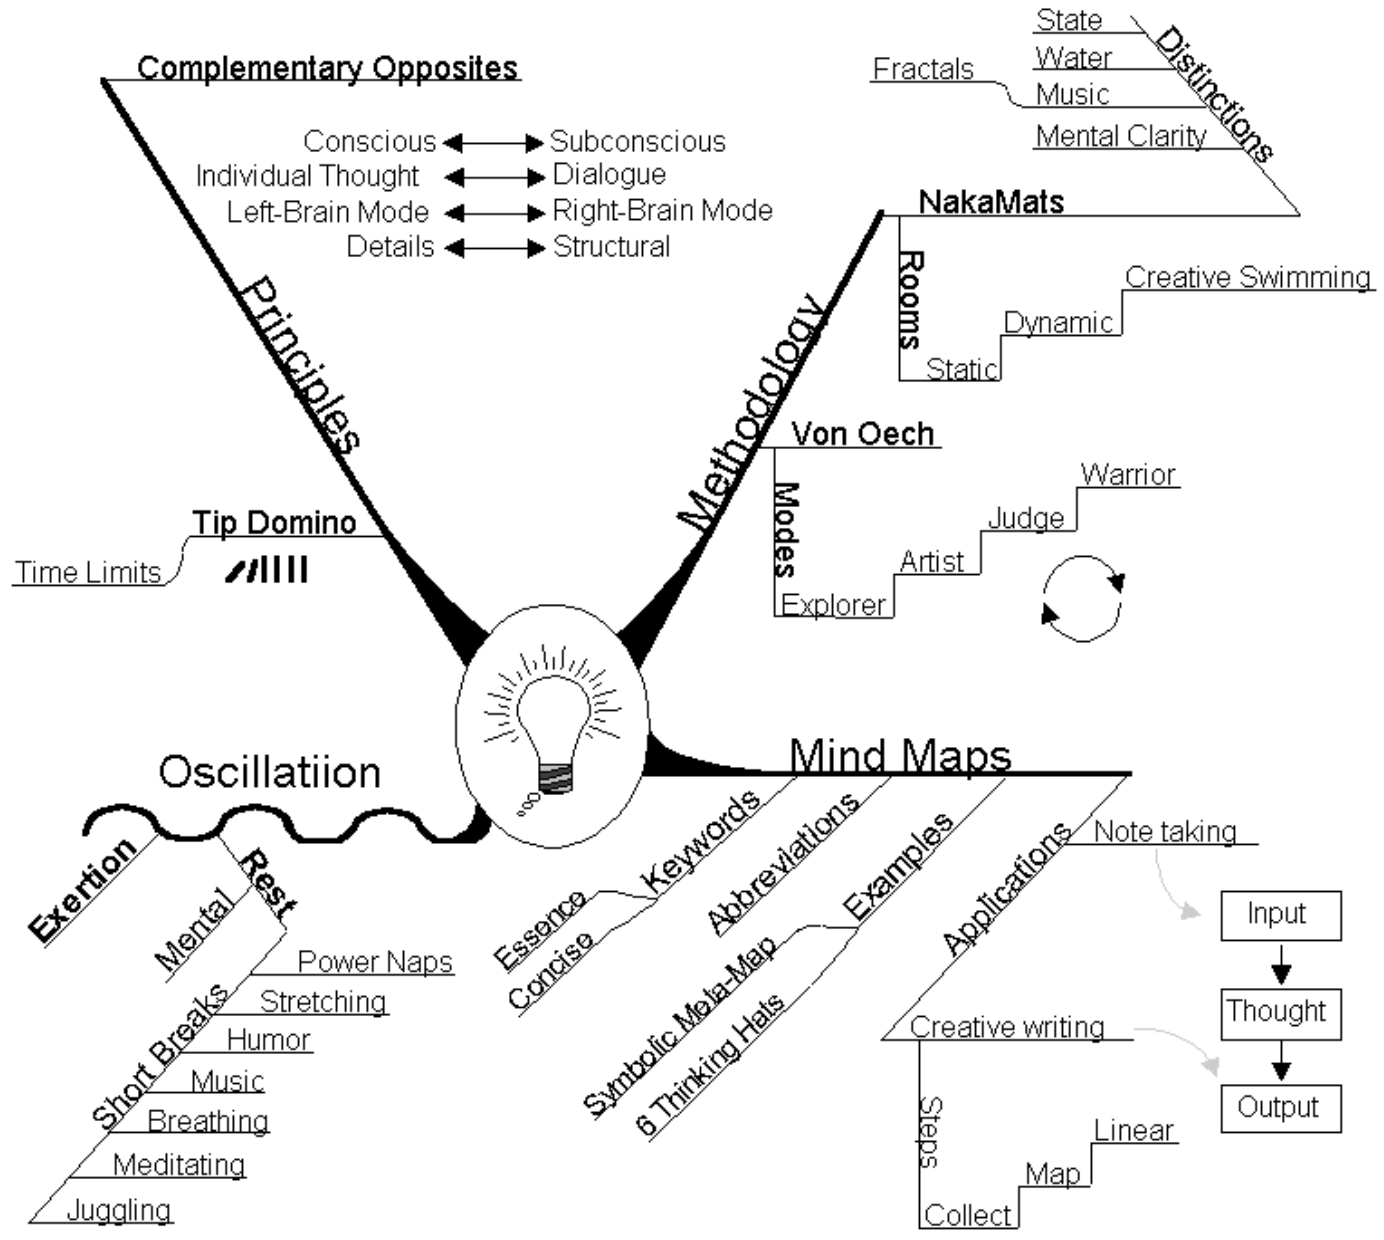 Complementary Opposites
Conscious Subconscious
Individual Thought Dialogue
Left-Brain Mode Right-Brain Mode
Details Structural
Principles
Tip Domino
Time Limits
State
Water
Fractals
Music
Mental Clarity
Distinctions
NakaMats
Rooms
Static
Dynamic
Creative Swimming
Methodology
Von Oech
Modes
Explorer
Artist
Judge
Warrior
Oscillatiion
Exertion
Rest
Mental
Short Breaks
Power Naps
Stretching
Humor
Music
Breathing
Meditating
Juggling
Mind Maps
Keywords
Essence
Concise
Abbreviations
Examples
Symbolic Meta-Map
6 Thinking Hats
Applications
Note taking
Creative writing
Steps
Collect
Map
Linear
Input
Thought
Output